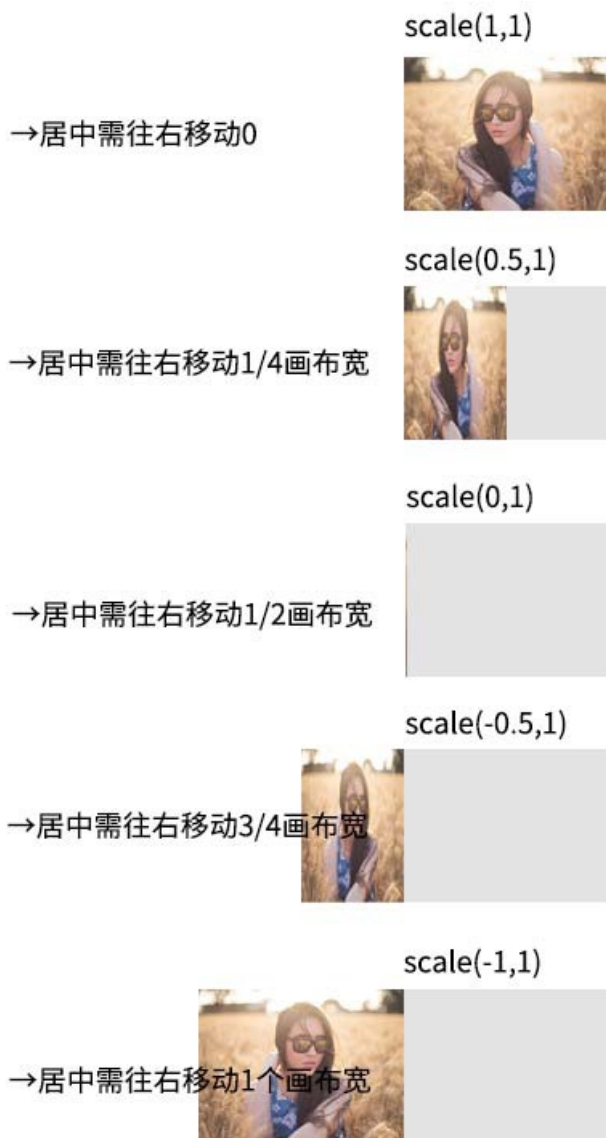 scale(1,1)
→居中需往右移动0
scale(0.5,1)
→居中需往右移动1/4画布宽
scale(0,1)
→居中需往右移动1/2画布宽
scale(-0.5,1)
→居中需往右移动3/4画布宽
scale(-1,1)
→居中需往右移动1个画布宽